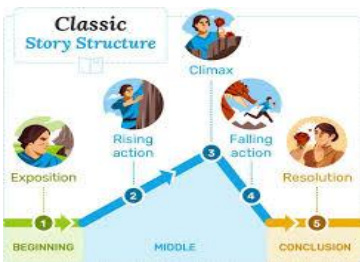 Classic
Story Structure
Climax
Rising
action
Falling
action
Exposition
Resolution
1
2
3
4
5
BEGINNING
MIDDLE
CONCLUSION